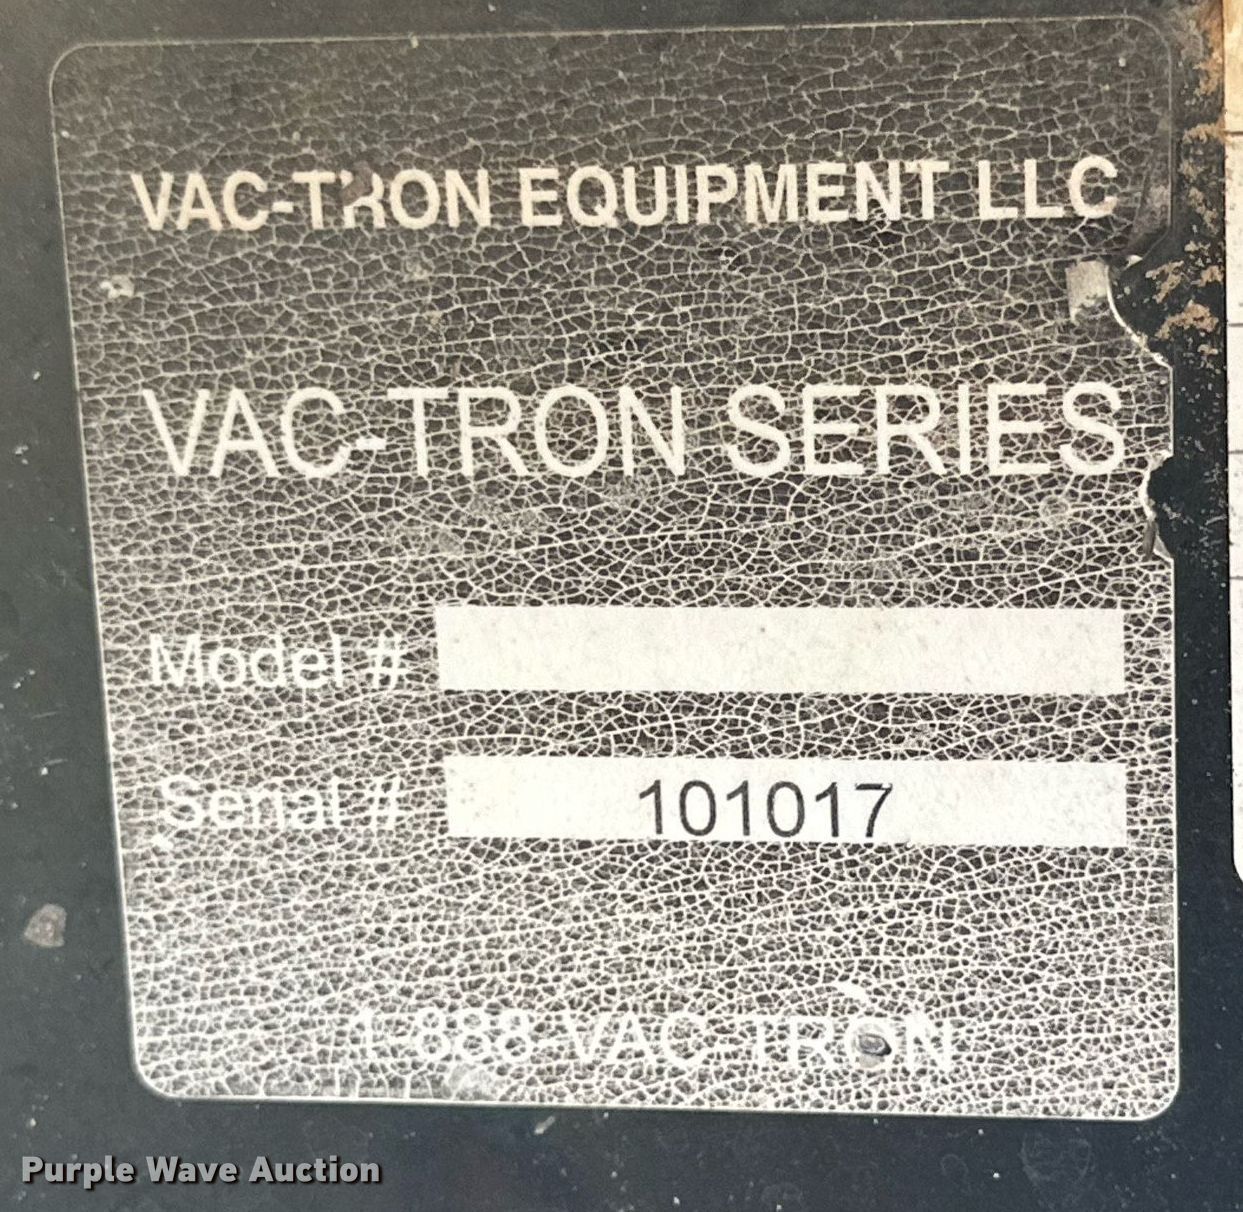 VAC-TRON EQUIPMENT LLC
VAC-TRON SERIES
Model #
Serial # 101017
1-888-VAC-TRON
Purple Wave Auction